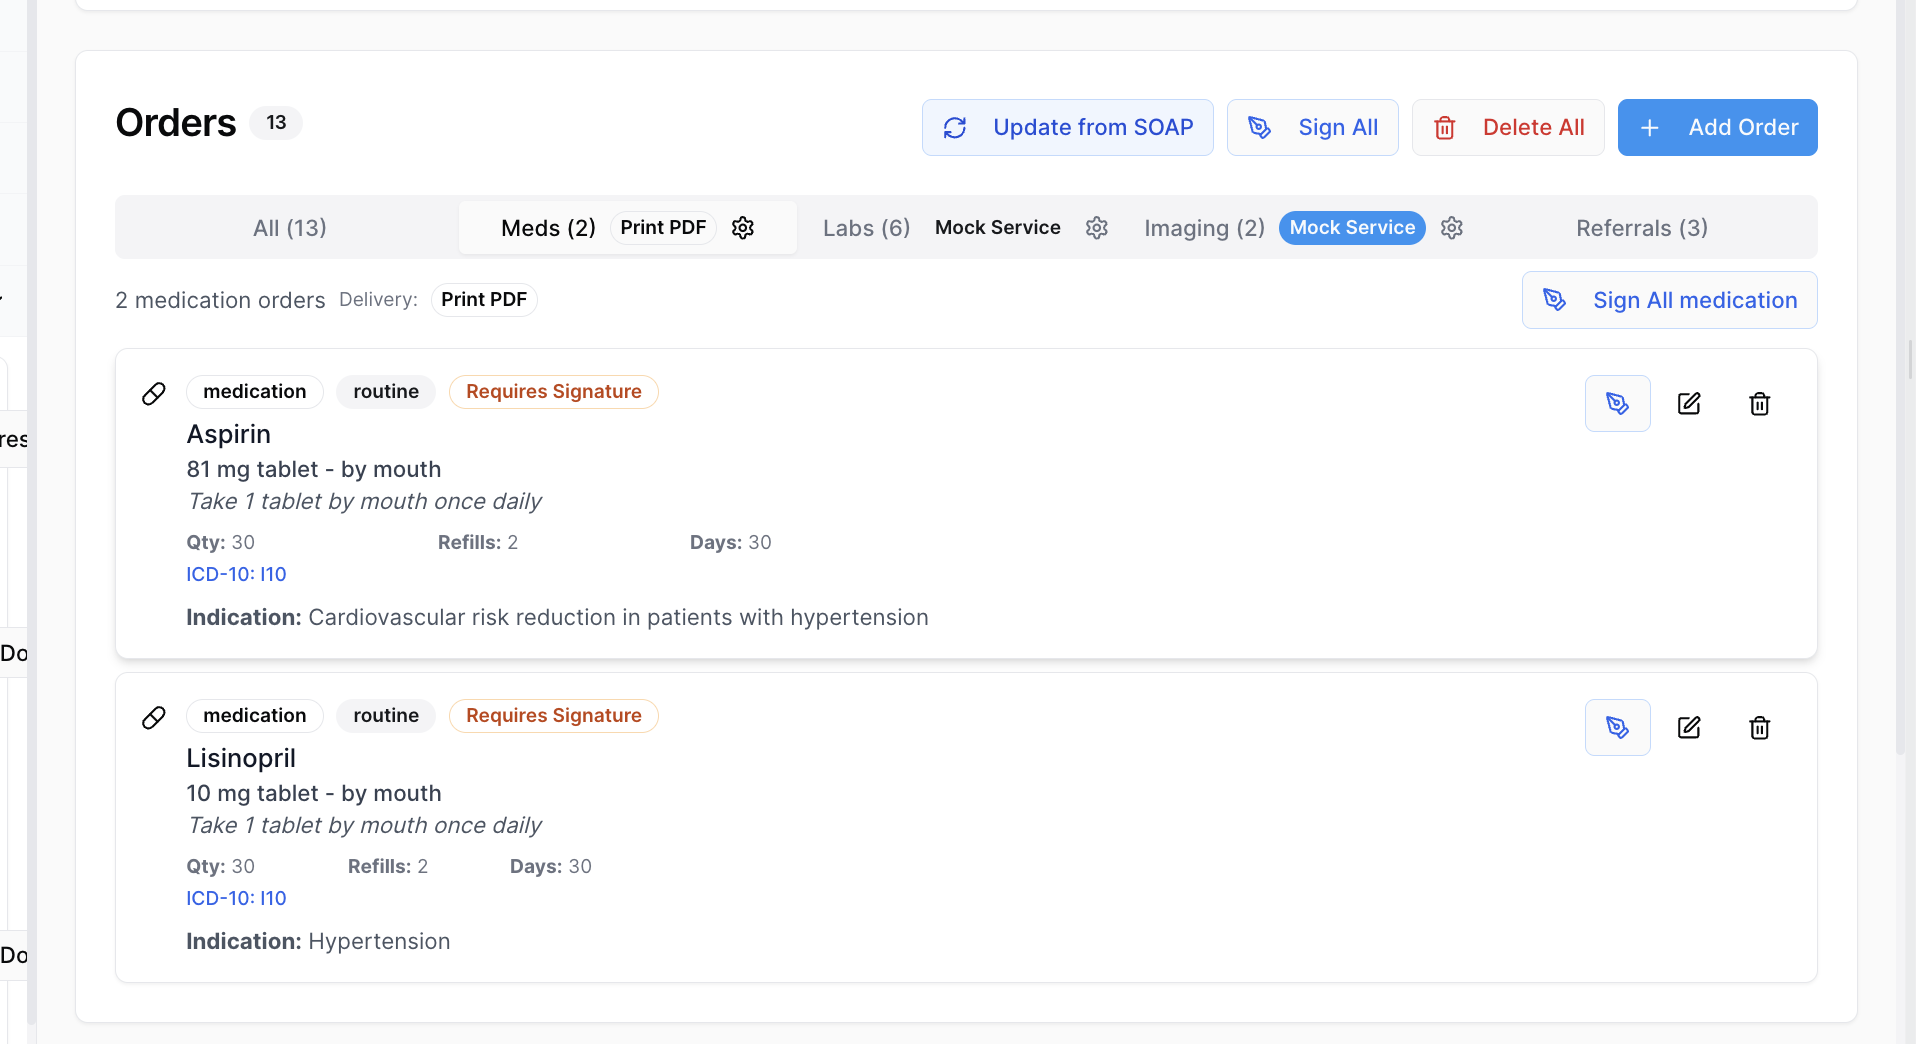 Orders 13
Update from SOAP
Sign All
Delete All
Add Order
All (13)
Meds (2) Print PDF
Labs (6) Mock Service
Imaging (2) Mock Service
Referrals (3)
2 medication orders Delivery: Print PDF
Sign All medication
medication routine Requires Signature
Aspirin
81 mg tablet - by mouth
Take 1 tablet by mouth once daily
Qty: 30 Refills: 2 Days: 30
ICD-10: I10
Indication: Cardiovascular risk reduction in patients with hypertension
medication routine Requires Signature
Lisinopril
10 mg tablet - by mouth
Take 1 tablet by mouth once daily
Qty: 30 Refills: 2 Days: 30
ICD-10: I10
Indication: Hypertension
res
Do
Do